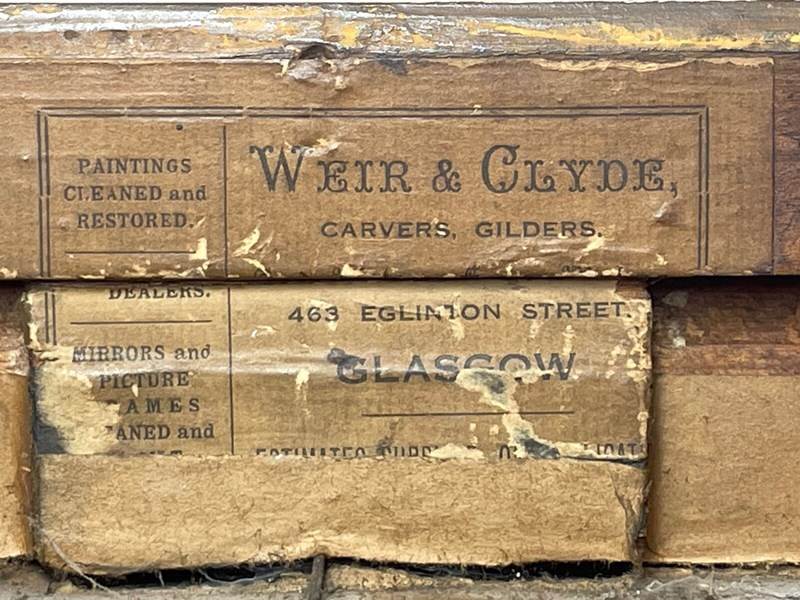 PAINTINGS
CLEANED and
RESTORED.
WEIR & CLYDE,
CARVERS, GILDERS.
DEALERS.
MIRRORS and
PICTURE
AMES
ANED and
463 EGLINTON STREET.
GLASGOW
ESTIMATES